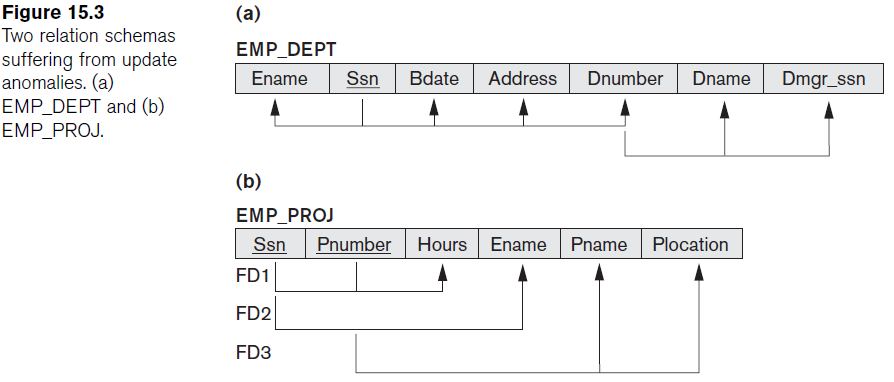 Figure 15.3
Two relation schemas
suffering from update
anomalies. (a)
EMP_DEPT and (b)
EMP_PROJ.
(a)
EMP_DEPT
Ename Ssn Bdate Address Dnumber Dname Dmgr_ssn
(b)
EMP_PROJ
Ssn Pnumber Hours Ename Pname Plocation
FD1
FD2
FD3